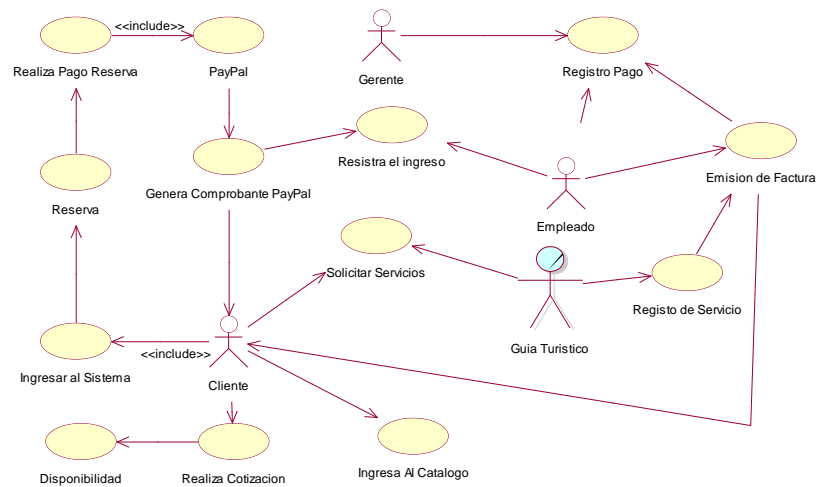 <<include>>
Realiza Pago Reserva
PayPal
Gerente
Registro Pago
Resistra el ingreso
Emision de Factura
Reserva
Genera Comprobante PayPal
Empleado
Solicitar Servicios
Registo de Servicio
Guia Turistico
<<include>>
Ingresar al Sistema
Cliente
Disponibilidad
Realiza Cotizacion
Ingresa Al Catalogo